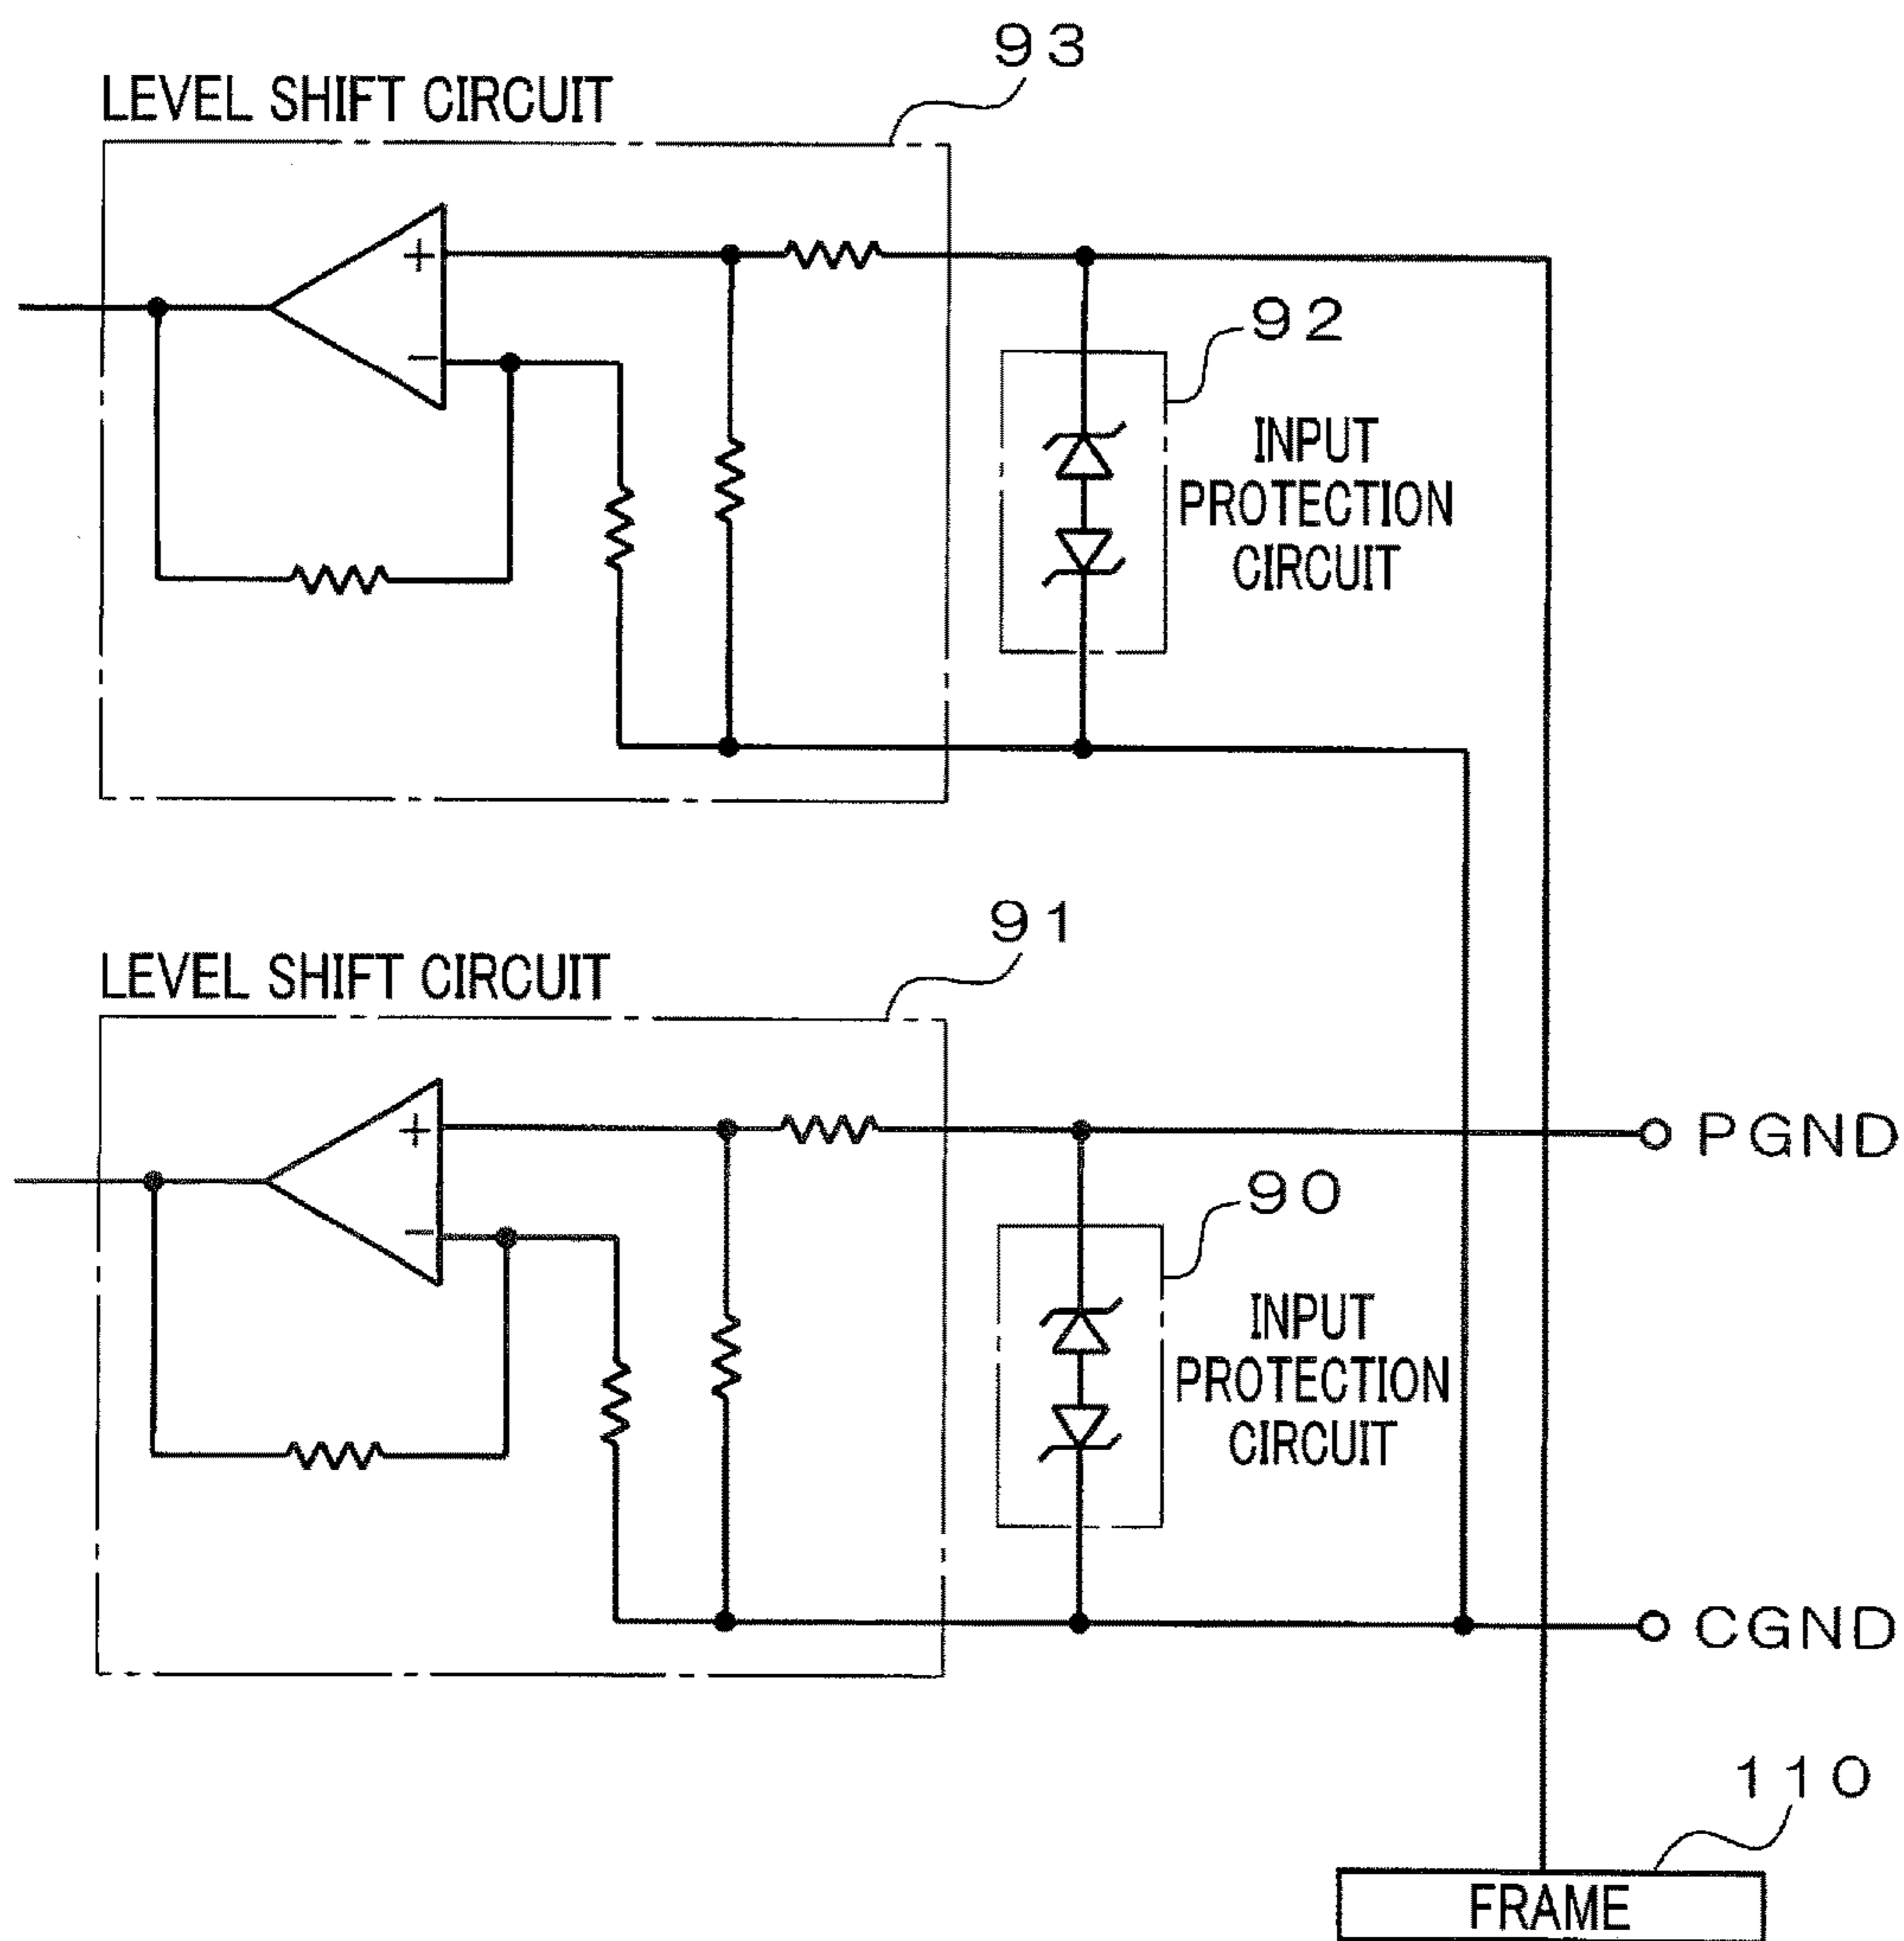 93
LEVEL SHIFT CIRCUIT
+
−
92
INPUT
PROTECTION
CIRCUIT
91
LEVEL SHIFT CIRCUIT
+
−
PGND
90
INPUT
PROTECTION
CIRCUIT
CGND
110
FRAME